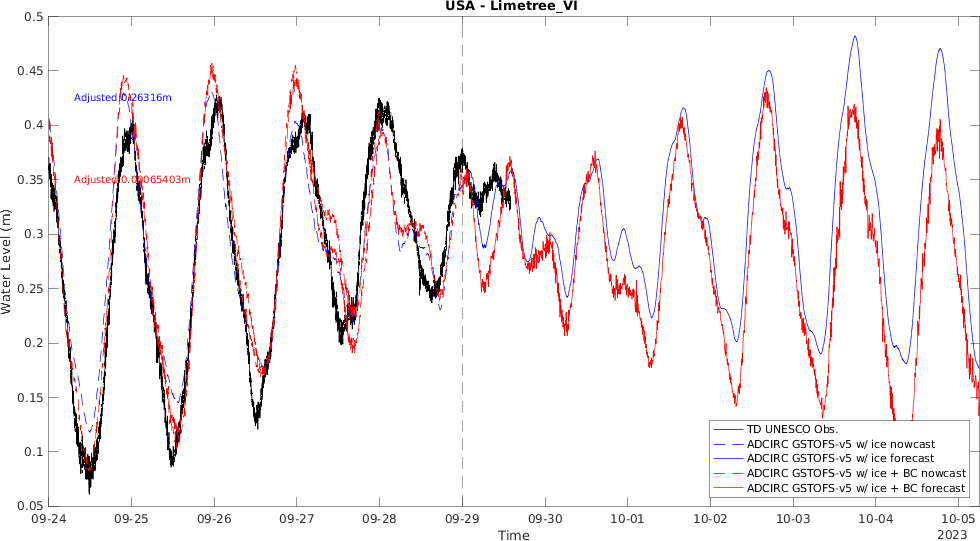 USA - Limetree_VI
0.5
0.45
0.4
0.35
0.3
0.25
0.2
0.15
0.1
0.05
Water Level (m)
Adjusted 0.26316m
Adjusted 0.00065403m
TD UNESCO Obs.
ADCIRC GSTOFS-v5 w/ ice nowcast
ADCIRC GSTOFS-v5 w/ ice forecast
ADCIRC GSTOFS-v5 w/ ice + BC nowcast
ADCIRC GSTOFS-v5 w/ ice + BC forecast
09-24 09-25 09-26 09-27 09-28 09-29 09-30 10-01 10-02 10-03 10-04 10-05
Time
2023